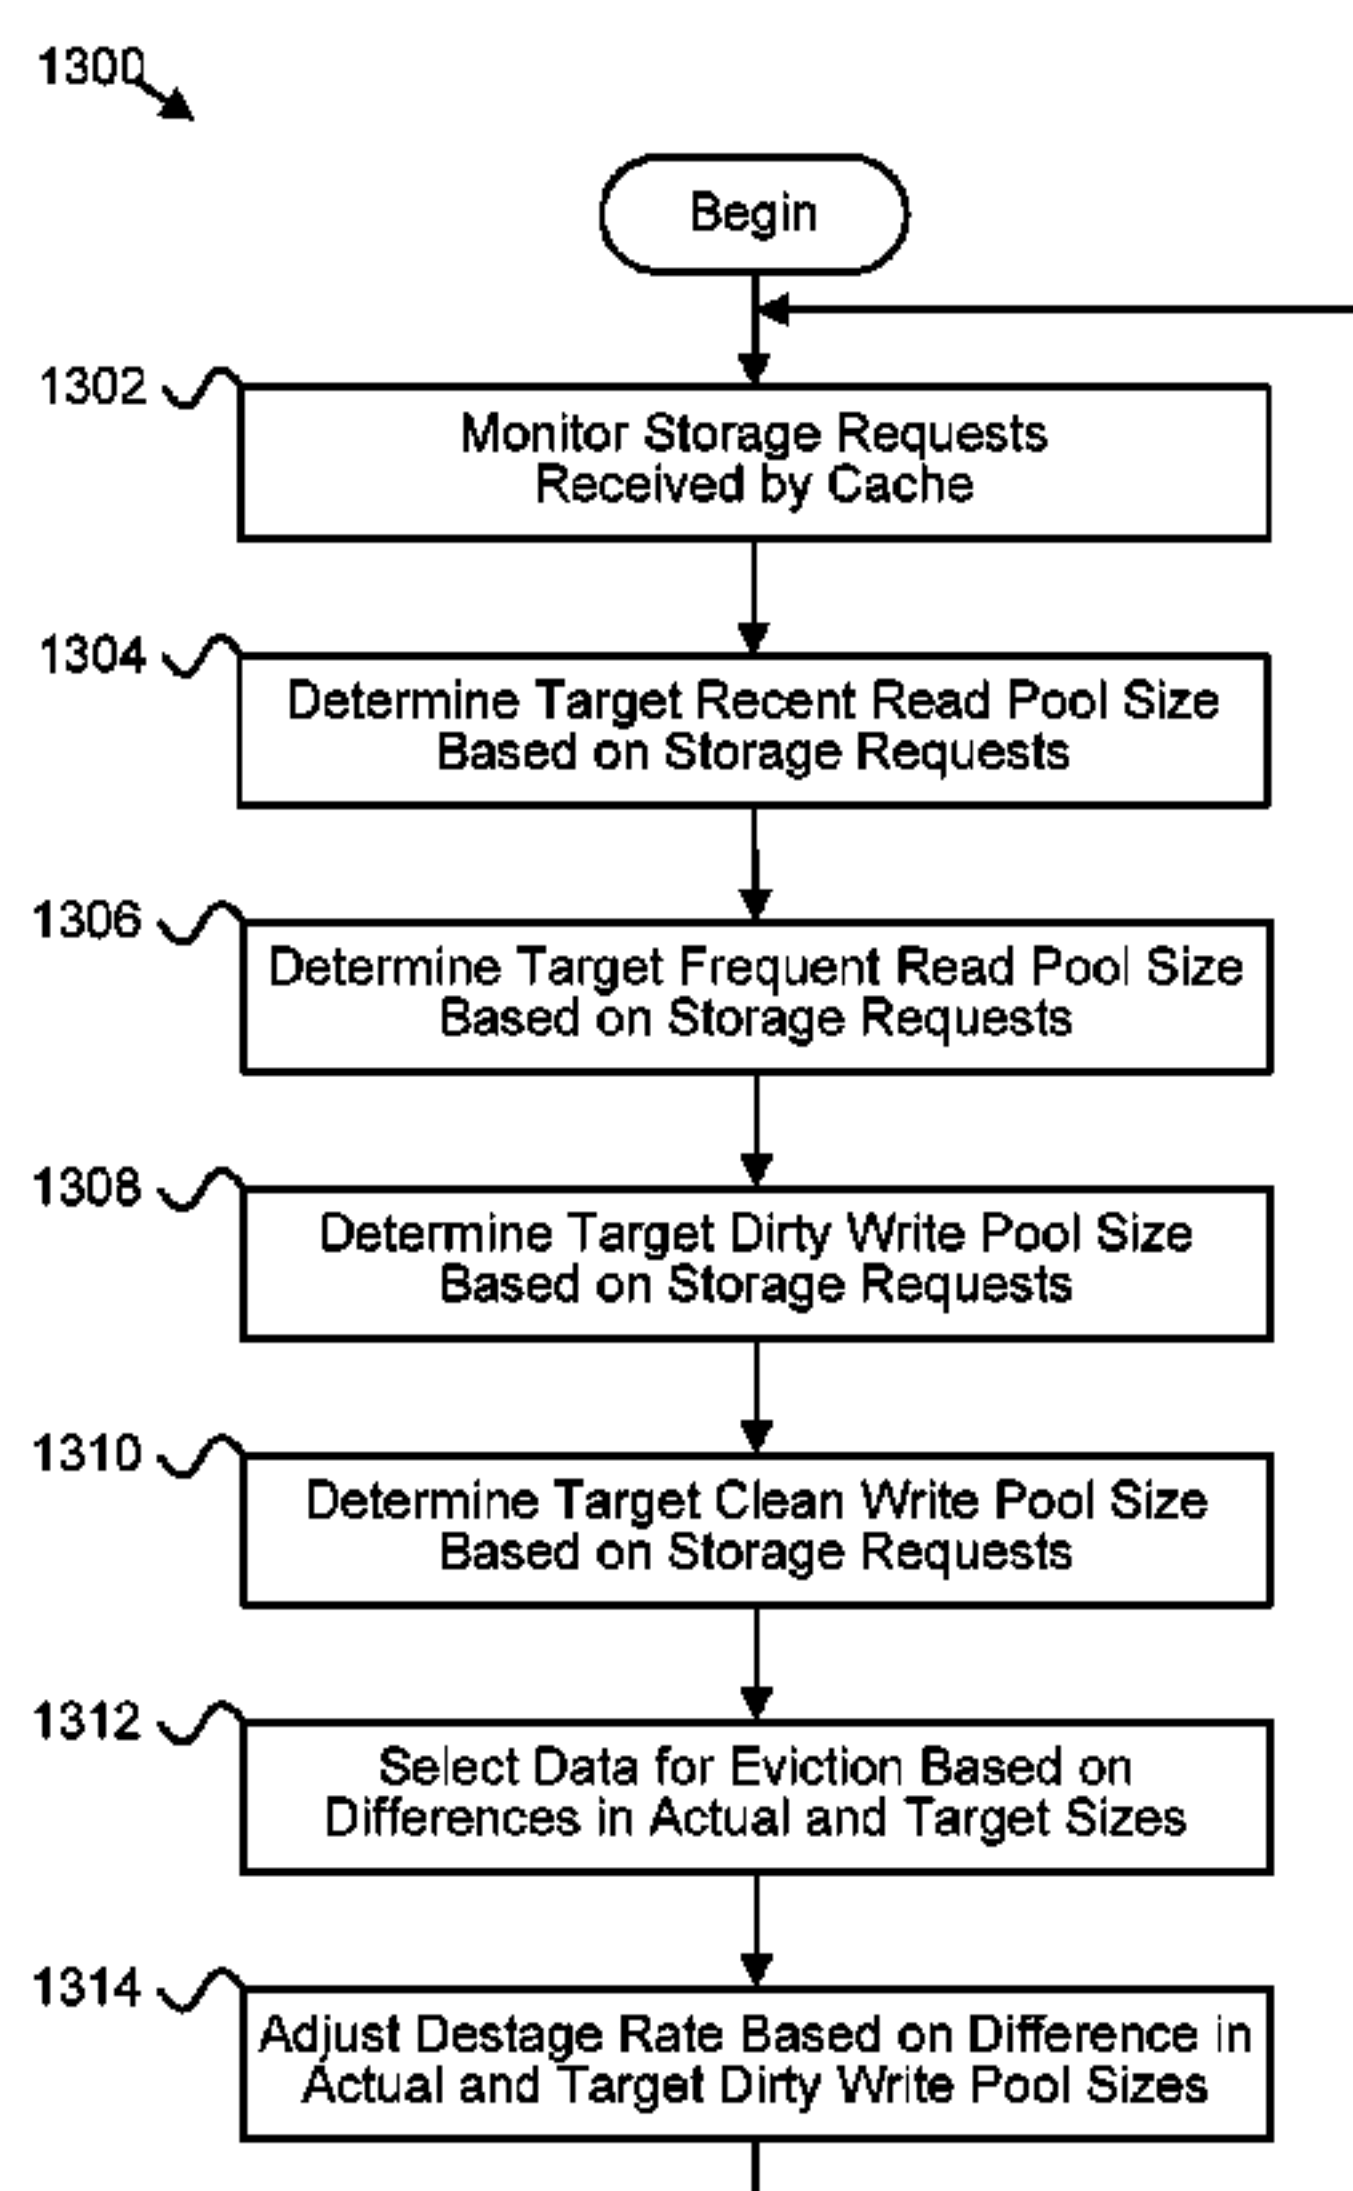 1300
Begin
1302
Monitor Storage Requests
Received by Cache
1304
Determine Target Recent Read Pool Size
Based on Storage Requests
1306
Determine Target Frequent Read Pool Size
Based on Storage Requests
1308
Determine Target Dirty Write Pool Size
Based on Storage Requests
1310
Determine Target Clean Write Pool Size
Based on Storage Requests
1312
Select Data for Eviction Based on
Differences in Actual and Target Sizes
1314
Adjust Destage Rate Based on Difference in
Actual and Target Dirty Write Pool Sizes